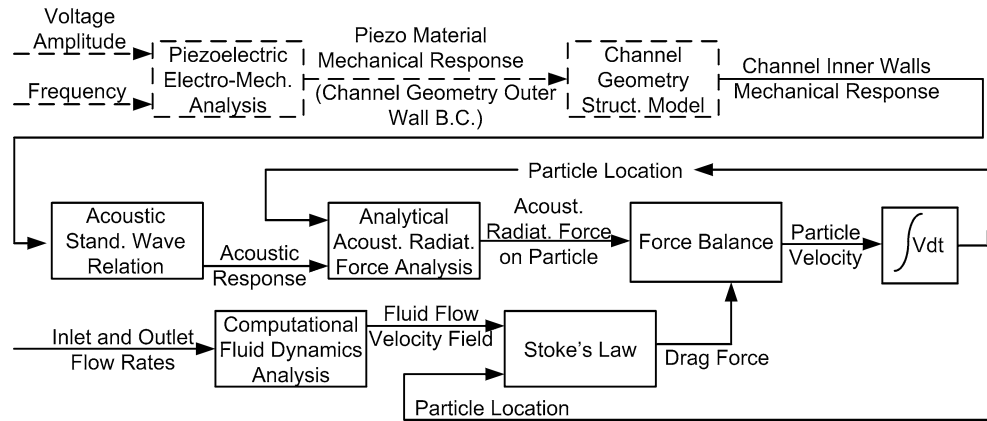 Voltage
Amplitude
Frequency
Piezoelectric
Electro-Mech.
Analysis
Piezo Material
Mechanical Response
(Channel Geometry Outer
Wall B.C.)
Channel
Geometry
Struct. Model
Channel Inner Walls
Mechanical Response
Particle Location
Acoustic
Stand. Wave
Relation
Acoustic
Response
Analytical
Acoust. Radiat.
Force Analysis
Acoust.
Radiat. Force
on Particle
Force Balance
Particle
Velocity
∫Vdt
Inlet and Outlet
Flow Rates
Computational
Fluid Dynamics
Analysis
Fluid Flow
Velocity Field
Stoke's Law
Drag Force
Particle Location